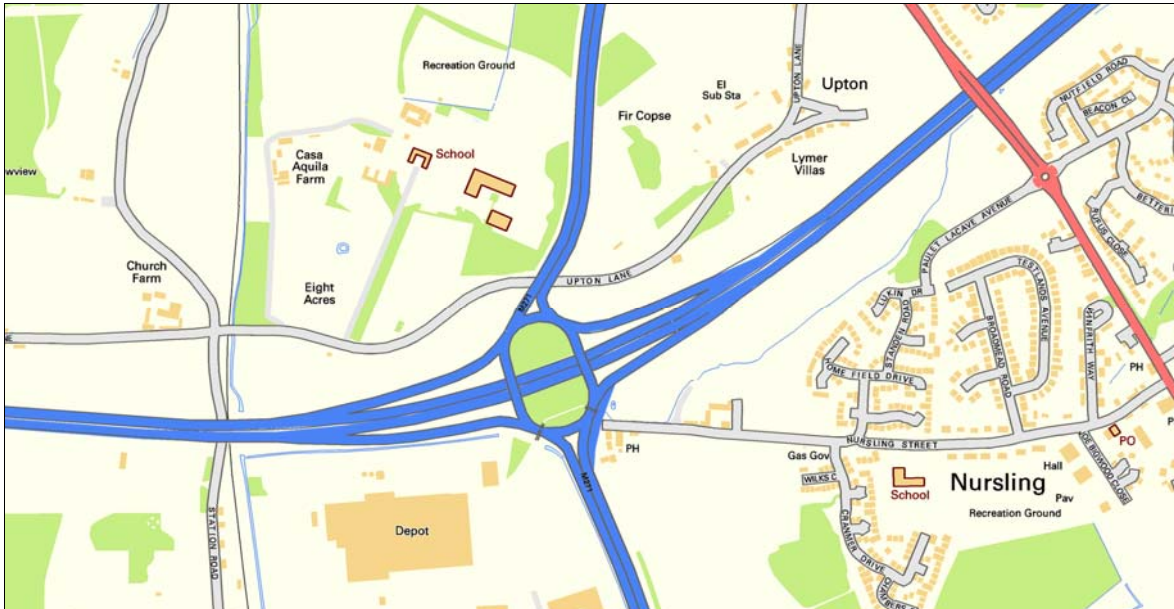 Recreation Ground
El
Sub Sta
UPTON LANE
Upton
NUTFIELD ROAD
BEACON CL
Fir Copse
School
Casa
Aquila
Farm
Lymer
Villas
wview
PAULET LACAVE AVENUE
RUFUS CLOSE
Church
Farm
Eight
Acres
UPTON LANE
M271
LUKIN DR
STANDEN ROAD
TESTLANDS AVENUE
BROADMEAD ROAD
HOME FIELD DRIVE
PH
NURSLING STREET
PH
PO
Gas Gov
WILKS C
School
Nursling
Hall
Pav
Recreation Ground
M271
Depot
STATION ROAD
CRANMER DRIVE